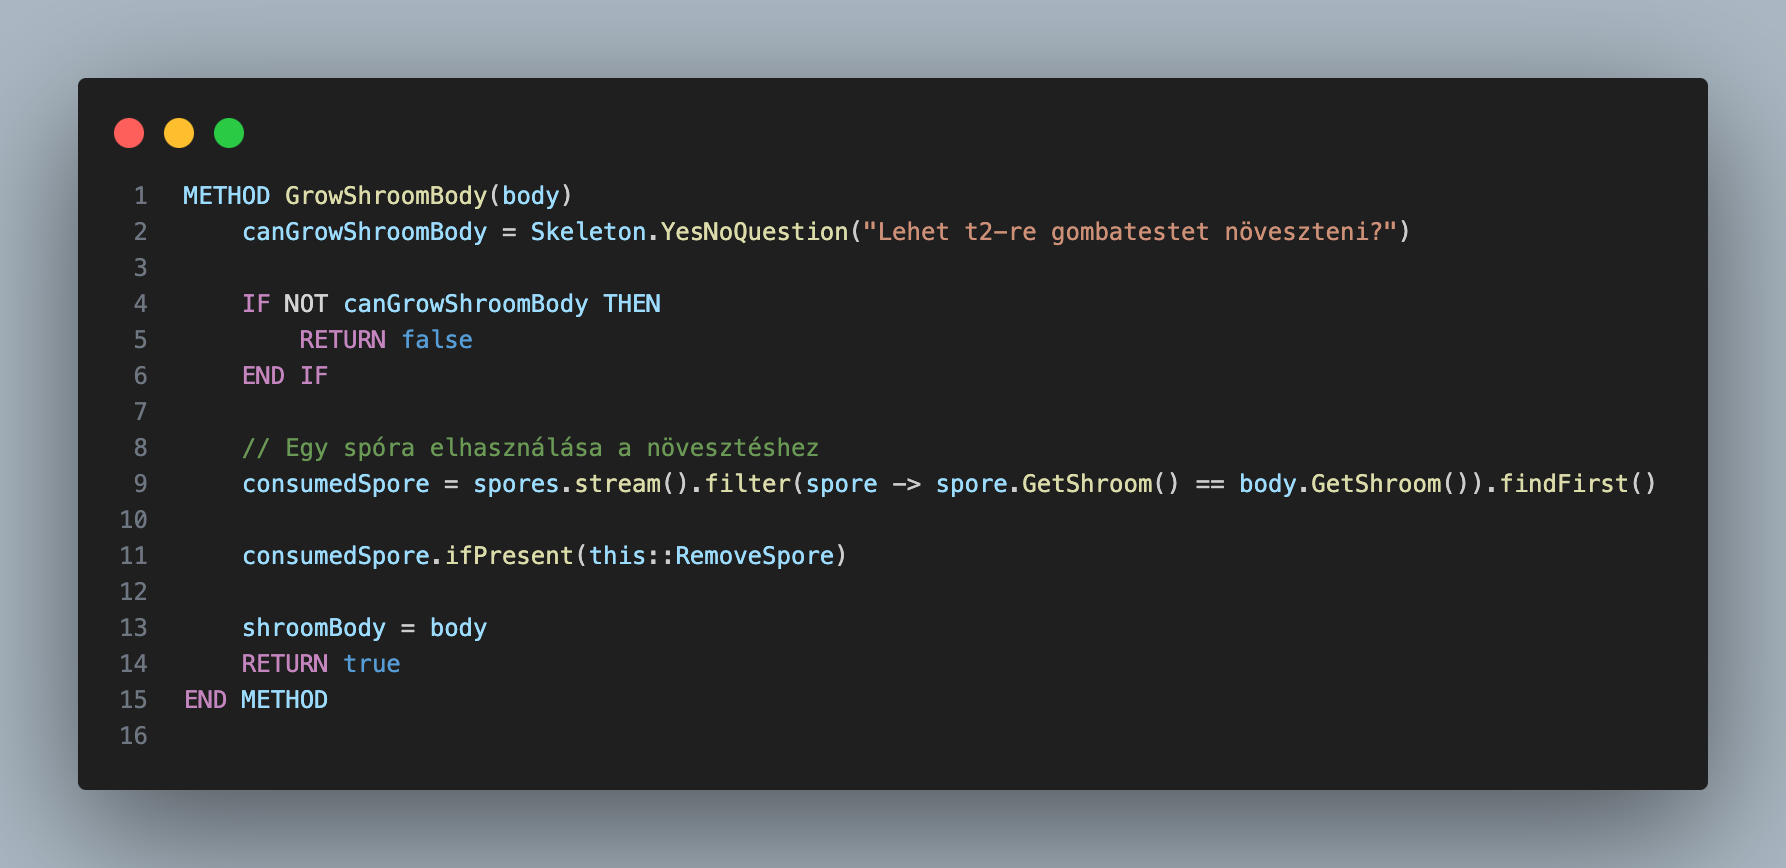 1 METHOD GrowShroomBody(body)
2 canGrowShroomBody = Skeleton.YesNoQuestion("Lehet t2-re gombatestet növeszteni?")
3
4 IF NOT canGrowShroomBody THEN
5 RETURN false
6 END IF
7
8 // Egy spóra elhasználása a növesztéshez
9 consumedSpore = spores.stream().filter(spore -> spore.GetShroom() == body.GetShroom()).findFirst()
10
11 consumedSpore.ifPresent(this::RemoveSpore)
12
13 shroomBody = body
14 RETURN true
15 END METHOD
16